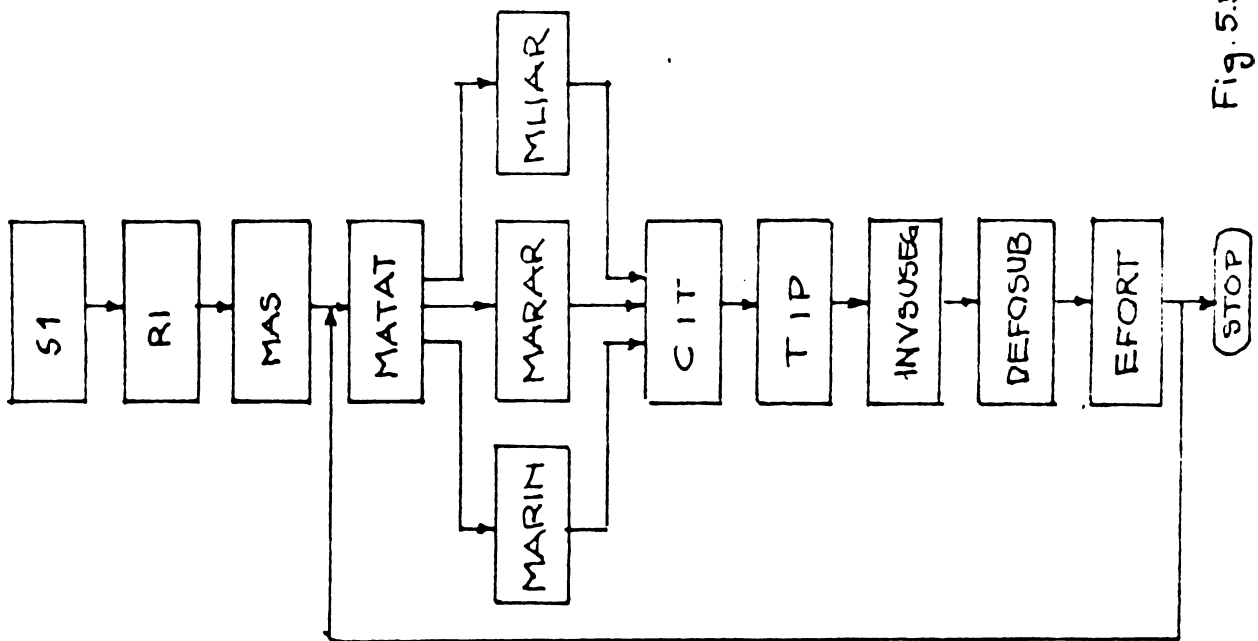 S1
RI
MAS
MATAT
MARIN
MARAR
MLIAR
CIT
TIP
INVSUSEG
DEFOSUB
EFORT
STOP